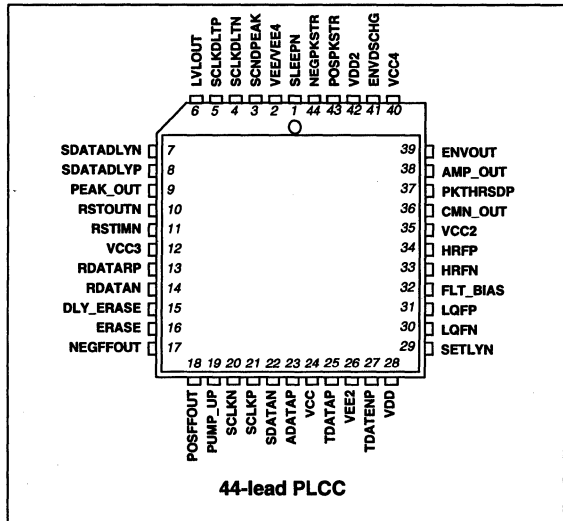 LVLOUT SCLKDLTP SCLKDLTN SCNDPEAK VEE/VEE4 SLEEPN NEGPKSTR POSPKSTR VDD2 ENVDSCHG VCC4
6 5 4 3 2 1 44 43 42 41 40
SDATADLYN 7
SDATADLYP 8
PEAK_OUT 9
RSTOUTN 10
RSTIMN 11
VCC3 12
RDATARP 13
RDATAN 14
DLY_ERASE 15
ERASE 16
NEGFFOUT 17
39 ENVOUT
38 AMP_OUT
37 PKTHRSDP
36 CMN_OUT
35 VCC2
34 HRFP
33 HRFN
32 FLT_BIAS
31 LQFP
30 LQFN
29 SETLYN
18 19 20 21 22 23 24 25 26 27 28
POSFFOUT PUMP_UP SCLKN SCLKP SDATAN ADATAP VCC TDATAP VEE2 TDATENP VDD
44-lead PLCC